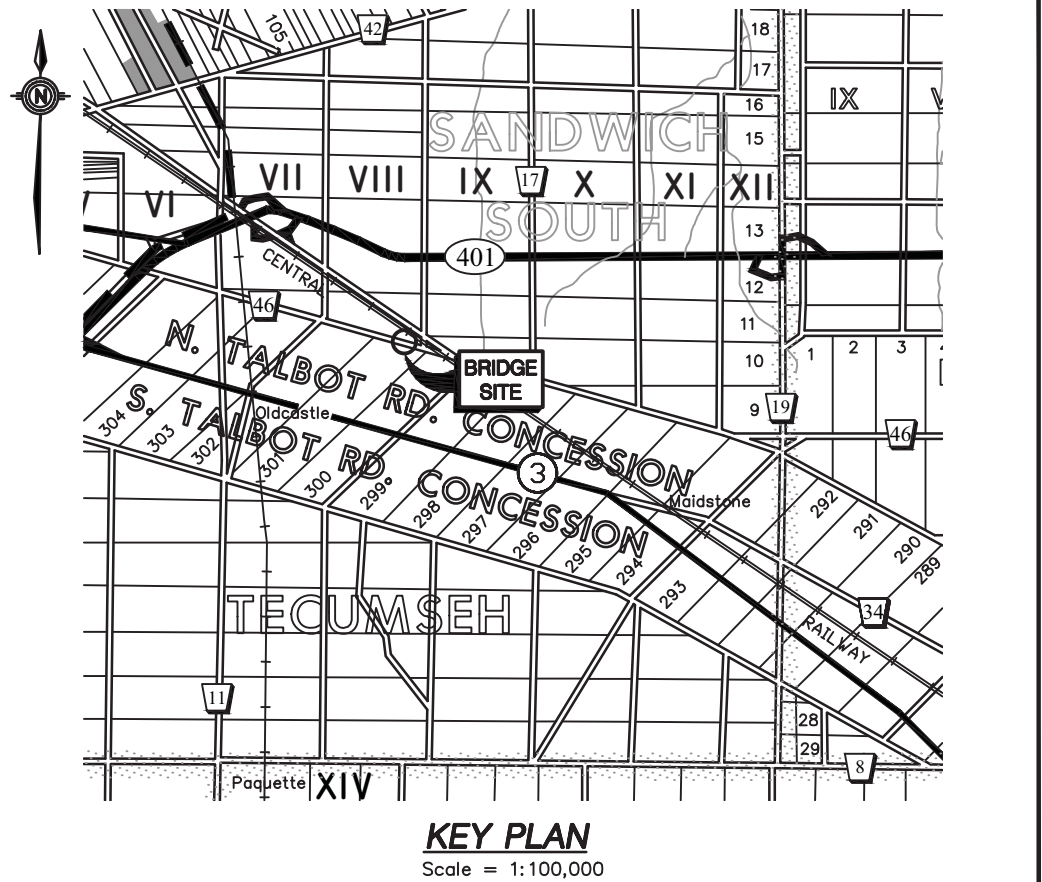 42
105
18
17
16
IX
SANDWICH
15
N
VII
VIII
IX
17
X
XI
XII
VI
SOUTH
13
401
CENTRAL
12
46
11
N. TALBOT RD. CONCESSION
BRIDGE
SITE
10
1
2
3
9
19
46
S. TALBOT RD. CONCESSION
Oldcastle
3
Maidstone
304
303
302
301
300
299
298
297
296
295
294
293
292
291
290
289
TECUMSEH
34
RAILWAY
11
28
29
8
Paquette
XIV
KEY PLAN
Scale = 1:100,000